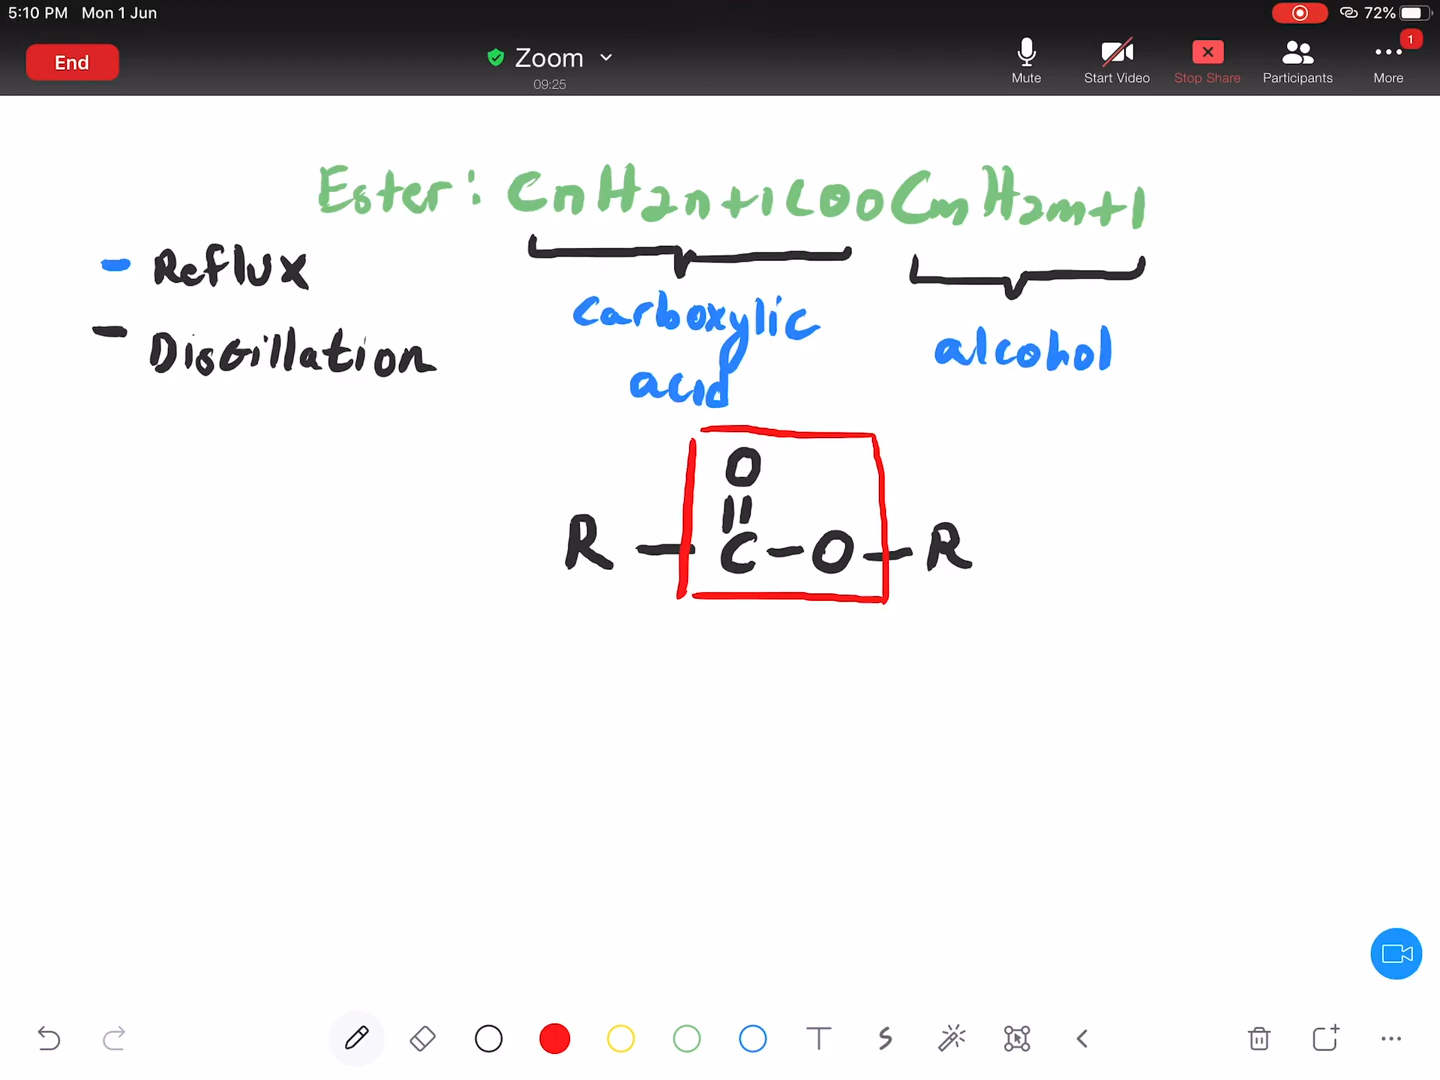 5:10 PM Mon 1 Jun
72%
End
Zoom
09:25
Mute
Start Video
Stop Share
Participants
More
1
Ester: CnH2n+1COOCmH2m+1
- Reflux
- Distillation
carboxylic
acid
alcohol
O
R - C - O - R
T